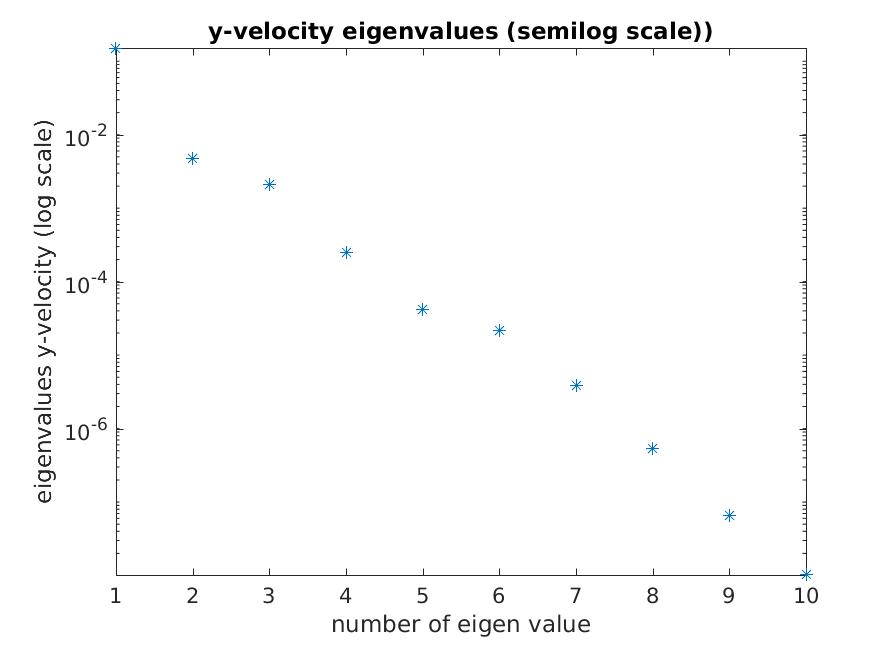 y-velocity eigenvalues (semilog scale))
eigenvalues y-velocity (log scale)
10^-2
10^-4
10^-6
1 2 3 4 5 6 7 8 9 10
number of eigen value